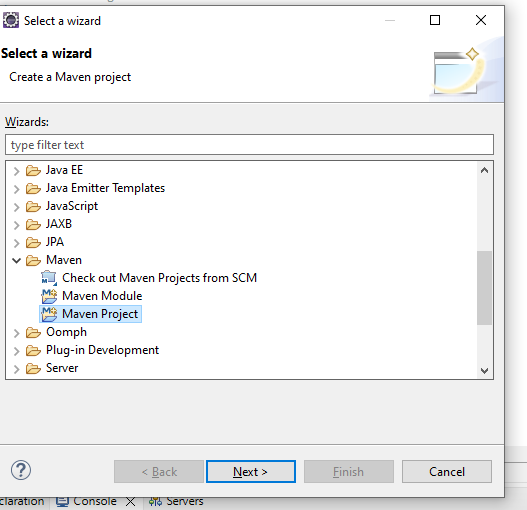 Select a wizard
Select a wizard
Create a Maven project
Wizards:
type filter text
Java EE
Java Emitter Templates
JavaScript
JAXB
JPA
Maven
Check out Maven Projects from SCM
Maven Module
Maven Project
Oomph
Plug-in Development
Server
< Back
Next >
Finish
Cancel
claration
Console
Servers